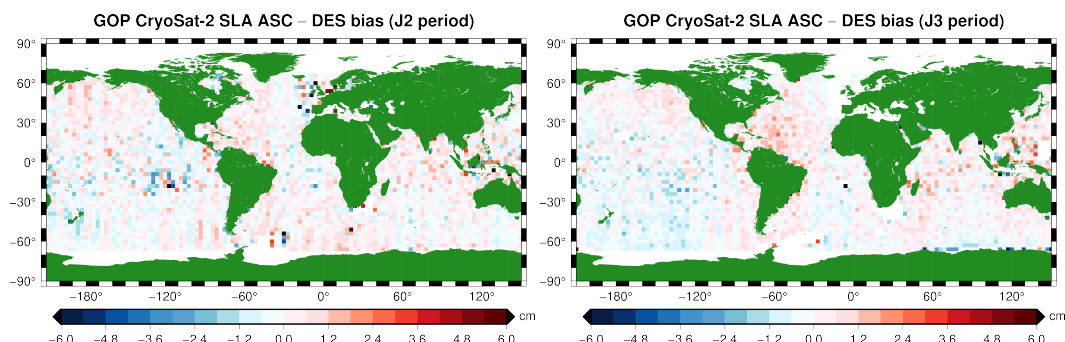 GOP CryoSat-2 SLA ASC – DES bias (J2 period)
90°
60°
30°
0°
−30°
−60°
−90°
−180° −120° −60° 0° 60° 120°
−6.0 −4.8 −3.6 −2.4 −1.2 0.0 1.2 2.4 3.6 4.8 6.0
cm
GOP CryoSat-2 SLA ASC – DES bias (J3 period)
90°
60°
30°
0°
−30°
−60°
−90°
−180° −120° −60° 0° 60° 120°
−6.0 −4.8 −3.6 −2.4 −1.2 0.0 1.2 2.4 3.6 4.8 6.0
cm